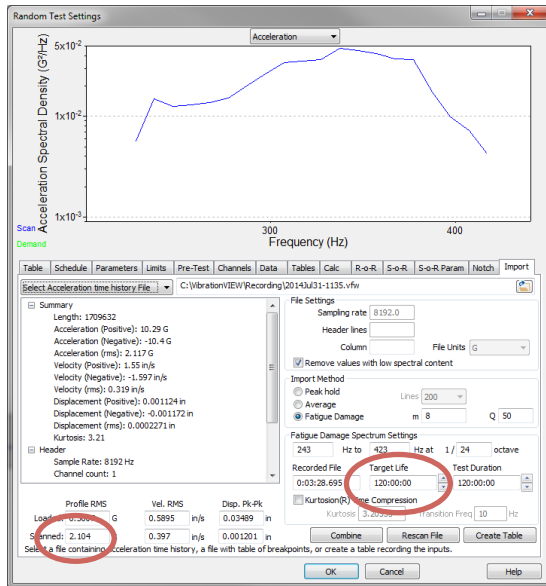 Random Test Settings
Acceleration
Acceleration Spectral Density (G²/Hz)
5x10-2
1x10-2
1x10-3
300
400
Frequency (Hz)
Scan
Demand
Table Schedule Parameters Limits Pre-Test Channels Data Tables Calc R-o-R S-o-R S-o-R Param Notch Import
Select Acceleration time history File C:\VibrationVIEW\Recording\2014Jul31-1135.vfw
Summary
Length: 1709632
Acceleration (Positive): 10.29 G
Acceleration (Negative): -10.4 G
Acceleration (rms): 2.117 G
Velocity (Positive): 1.55 in/s
Velocity (Negative): -1.597 in/s
Velocity (rms): 0.319 in/s
Displacement (Positive): 0.001124 in
Displacement (Negative): -0.001172 in
Displacement (rms): 0.0002271 in
Kurtosis: 3.21
Header
Sample Rate: 8192 Hz
Channel count: 1
File Settings
Sampling rate 8192.0
Header lines
Column File Units G
Remove values with low spectral content
Import Method
Peak hold
Average
Lines 200
Fatigue Damage m 8 Q 50
Fatigue Damage Spectrum Settings
243 Hz to 423 Hz at 1/ 24 octave
Recorded File Target Life Test Duration
0:03:28.695 120:00:00 120:00:00
Kurtosion(R) Time Compression
Kurtosis Transition Freq 10 Hz
Profile RMS Vel. RMS Disp. Pk-Pk
G 0.5895 in/s 0.03489 in
Scanned: 2.104 0.397 in/s 0.001201 in
Combine Rescan File Create Table
Select a file containing acceleration time history, a file with table of breakpoints, or create a table recording the inputs.
OK Cancel Help